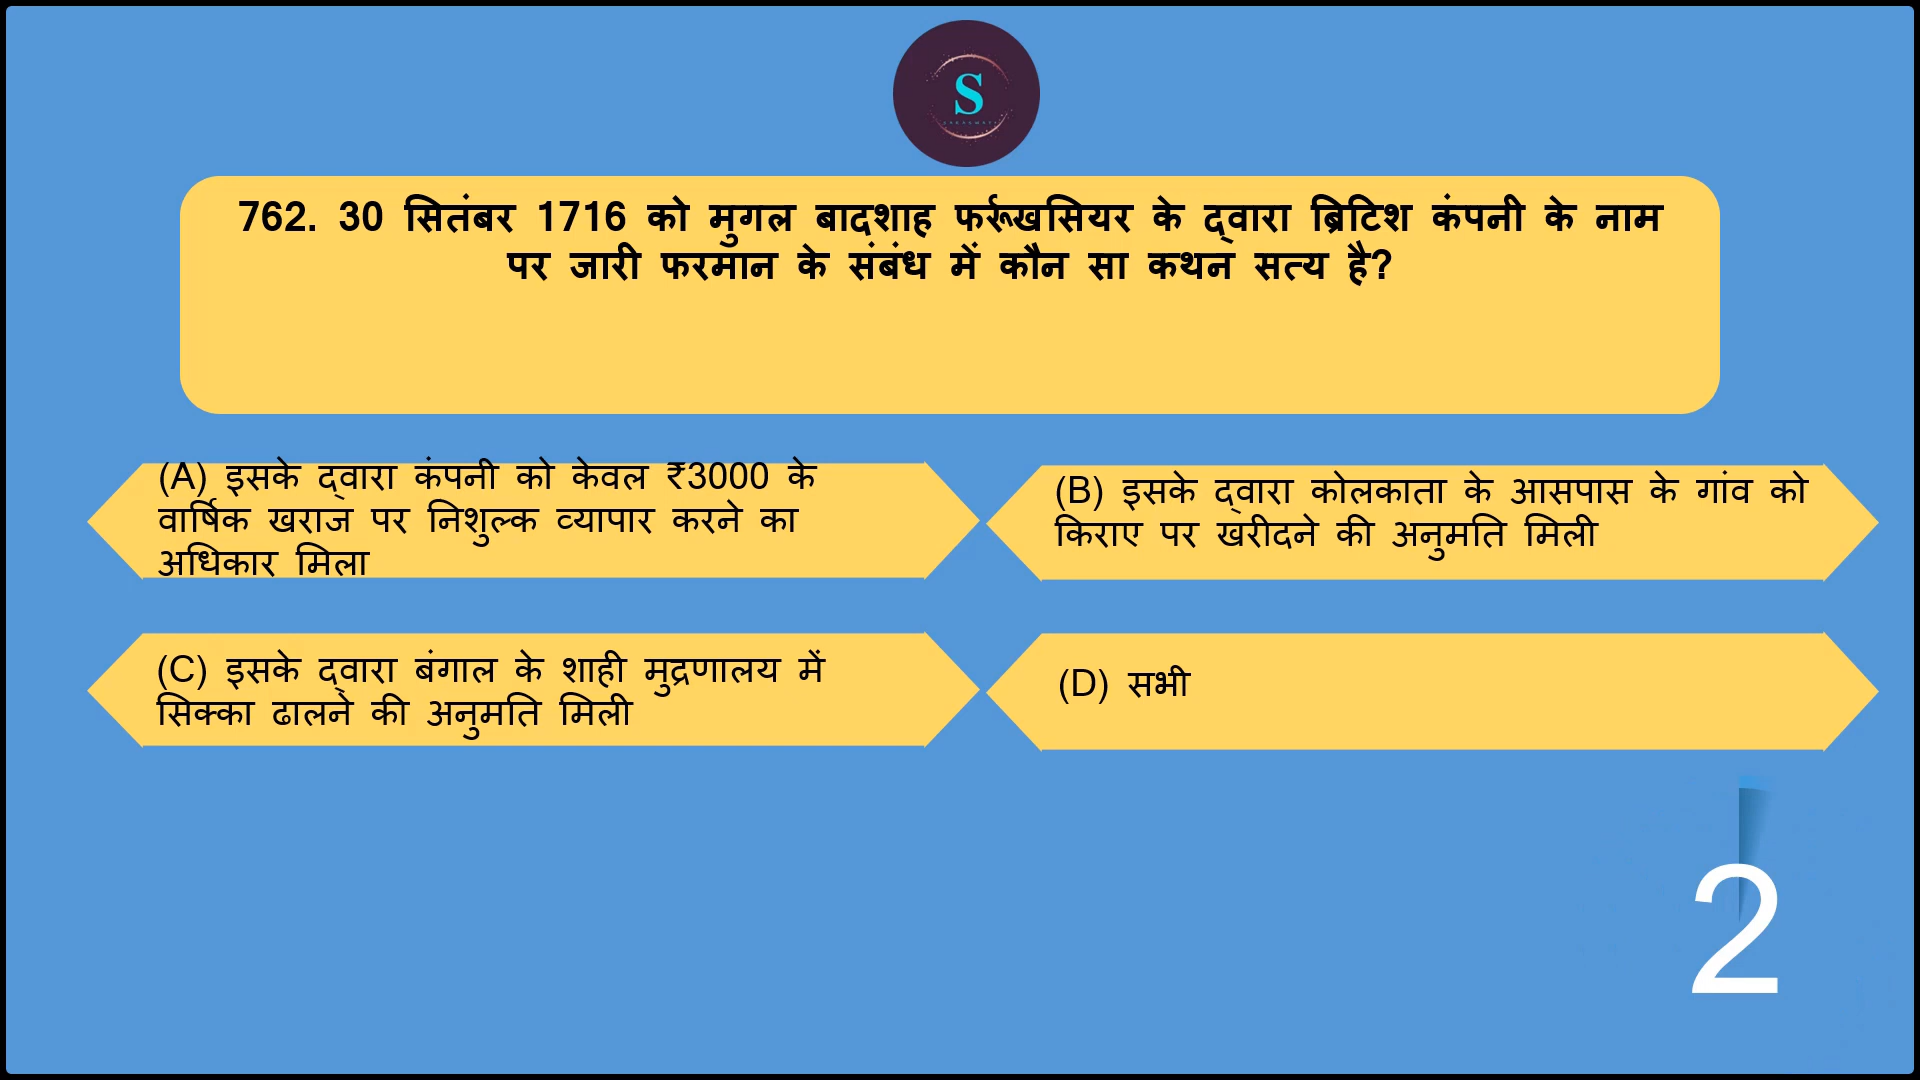 S
762. 30 सितंबर 1716 को मुगल बादशाह फर्रूखसियर के द्वारा ब्रिटिश कंपनी के नाम
पर जारी फरमान के संबंध में कौन सा कथन सत्य है?
(A) इसके द्वारा कंपनी को केवल ₹3000 के
वार्षिक खराज पर निशुल्क व्यापार करने का
अधिकार मिला
(B) इसके द्वारा कोलकाता के आसपास के गांव को
किराए पर खरीदने की अनुमति मिली
(C) इसके द्वारा बंगाल के शाही मुद्रणालय में
सिक्का ढालने की अनुमति मिली
(D) सभी
2